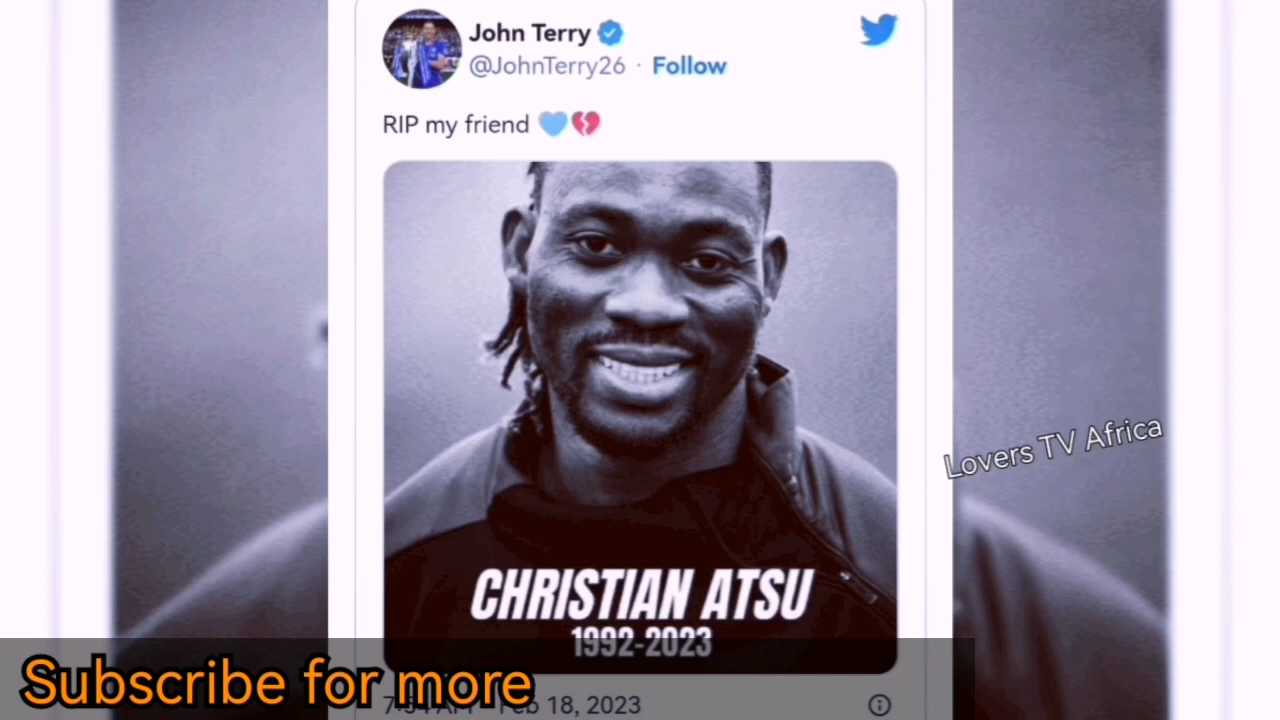 John Terry
@JohnTerry26 · Follow
RIP my friend 🩵💔
Lovers TV Africa
CHRISTIAN ATSU
1992-2023
Subscribe for more
Feb 18, 2023